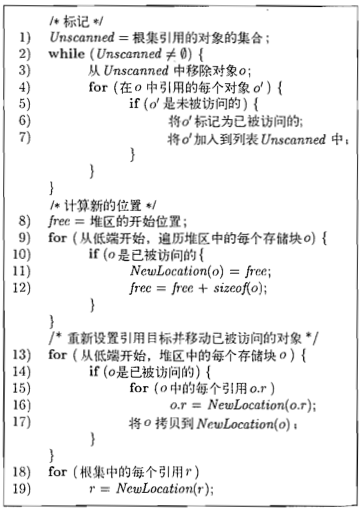 /* 标记 */
1) Unscanned = 根集引用的对象的集合;
2) while (Unscanned ≠ ∅) {
3) 从 Unscanned 中移除对象o;
4) for (在 o 中引用的每个对象 o′) {
5) if (o′ 是未被访问的) {
6) 将o′标记为已被访问的;
7) 将o′加入到列表 Unscanned 中;
}
}
}
/* 计算新的位置 */
8) free = 堆区的开始位置;
9) for (从低端开始, 遍历堆区中的每个存储块o) {
10) if (o 是已被访问的{
11) NewLocation(o) = free;
12) free = free + sizeof(o);
}
}
/* 重新设置引用目标并移动已被访问的对象 */
13) for (从低端开始, 堆区中的每个存储块 o) {
14) if (o是已被访问的) {
15) for (o中的每个引用o.r)
16) o.r = NewLocation(o.r);
17) 将 o 拷贝到 NewLocation(o);
}
}
18) for (根集中的每个引用r)
19) r = NewLocation(r);